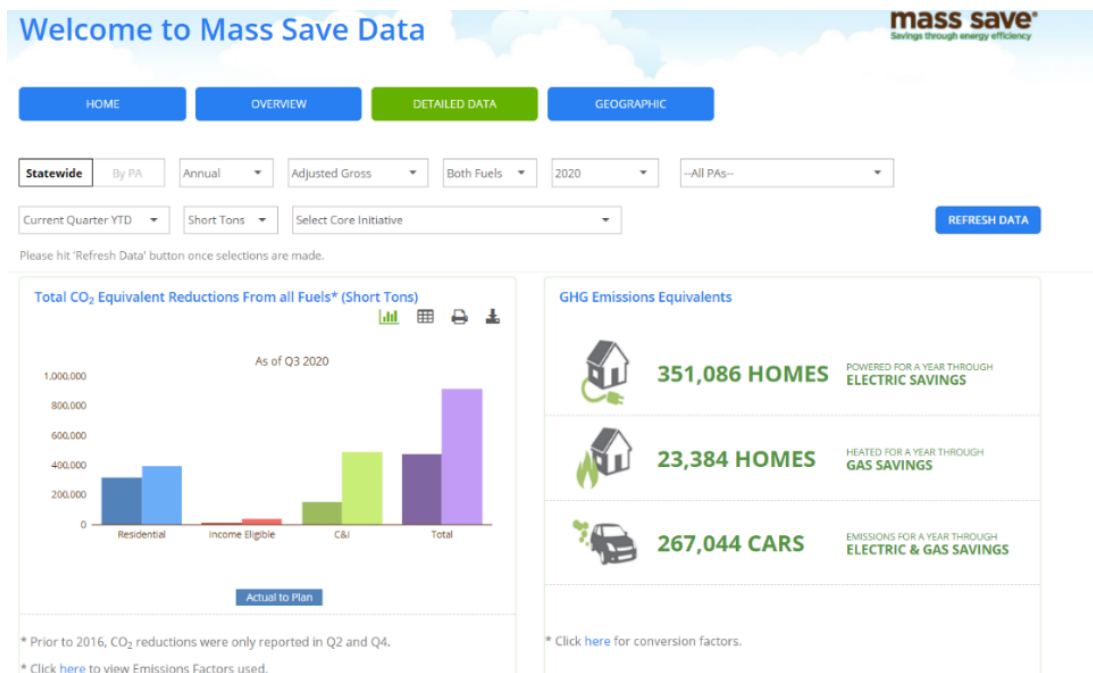 Welcome to Mass Save Data
mass save®
Savings through energy efficiency
HOME
OVERVIEW
DETAILED DATA
GEOGRAPHIC
Statewide
By PA
Annual
Adjusted Gross
Both Fuels
2020
--All PAs--
Current Quarter YTD
Short Tons
Select Core Initiative
REFRESH DATA
Please hit 'Refresh Data' button once selections are made.
Total CO₂ Equivalent Reductions From all Fuels* (Short Tons)
As of Q3 2020
1,000,000
800,000
600,000
400,000
200,000
0
Residential
Income Eligible
C&I
Total
Actual to Plan
* Prior to 2016, CO₂ reductions were only reported in Q2 and Q4.
* Click here to view Emissions Factors used.
GHG Emissions Equivalents
351,086 HOMES
POWERED FOR A YEAR THROUGH
ELECTRIC SAVINGS
23,384 HOMES
HEATED FOR A YEAR THROUGH
GAS SAVINGS
267,044 CARS
EMISSIONS FOR A YEAR THROUGH
ELECTRIC & GAS SAVINGS
* Click here for conversion factors.